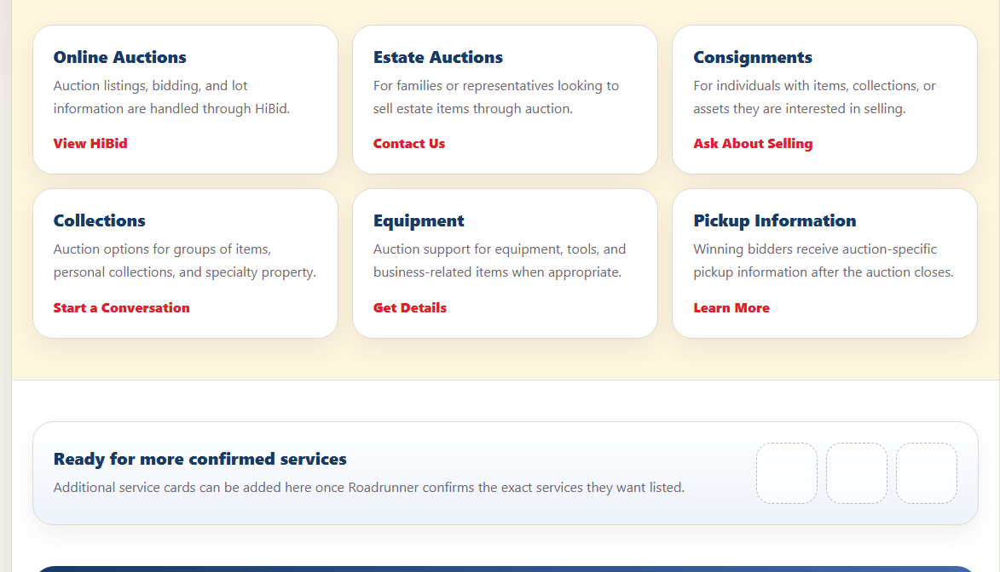 Online Auctions
Auction listings, bidding, and lot
information are handled through HiBid.
View HiBid
Estate Auctions
For families or representatives looking to
sell estate items through auction.
Contact Us
Consignments
For individuals with items, collections, or
assets they are interested in selling.
Ask About Selling
Collections
Auction options for groups of items,
personal collections, and specialty property.
Start a Conversation
Equipment
Auction support for equipment, tools, and
business-related items when appropriate.
Get Details
Pickup Information
Winning bidders receive auction-specific
pickup information after the auction closes.
Learn More
Ready for more confirmed services
Additional service cards can be added here once Roadrunner confirms the exact services they want listed.